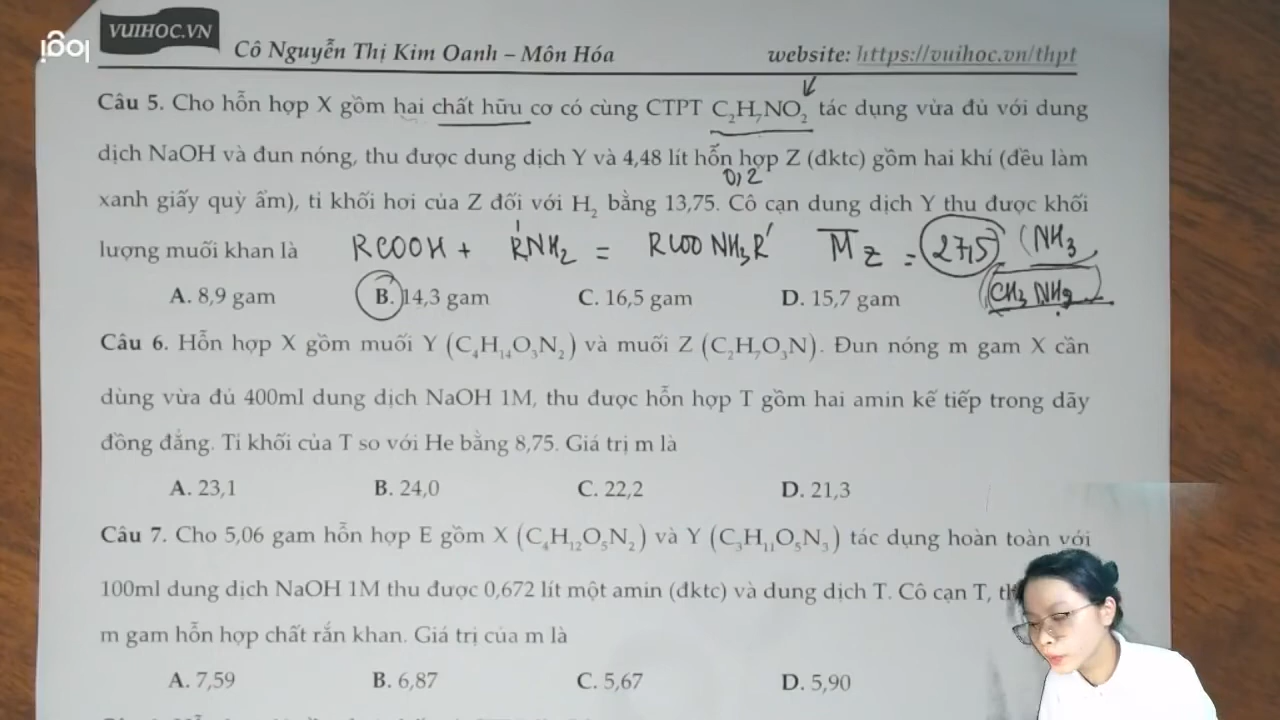 VUIHOC.VN
logi
Cô Nguyễn Thị Kim Oanh – Môn Hóa
website: https://vuihoc.vn/thpt
Câu 5. Cho hỗn hợp X gồm hai chất hữu cơ có cùng CTPT C₂H₇NO₂ tác dụng vừa đủ với dung
dịch NaOH và đun nóng, thu được dung dịch Y và 4,48 lít hỗn hợp Z (đktc) gồm hai khí (đều làm
0,2
xanh giấy quỳ ẩm), tỉ khối hơi của Z đối với H₂ bằng 13,75. Cô cạn dung dịch Y thu được khối
lượng muối khan là
RCOOH + R'NH₂ = RCOONH₃R' M̅ Z = 27,5 (NH₃
CH₃NH₂
A. 8,9 gam B. 14,3 gam C. 16,5 gam D. 15,7 gam
Câu 6. Hỗn hợp X gồm muối Y (C₄H₁₄O₃N₂) và muối Z (C₂H₇O₃N). Đun nóng m gam X cần
dùng vừa đủ 400ml dung dịch NaOH 1M, thu được hỗn hợp T gồm hai amin kế tiếp trong dãy
đồng đẳng. Tỉ khối của T so với He bằng 8,75. Giá trị m là
A. 23,1 B. 24,0 C. 22,2 D. 21,3
Câu 7. Cho 5,06 gam hỗn hợp E gồm X (C₄H₁₂O₅N₂) và Y (C₃H₁₁O₅N₃) tác dụng hoàn toàn với
100ml dung dịch NaOH 1M thu được 0,672 lít một amin (đktc) và dung dịch T. Cô cạn T,
m gam hỗn hợp chất rắn khan. Giá trị của m là
A. 7,59 B. 6,87 C. 5,67 D. 5,90